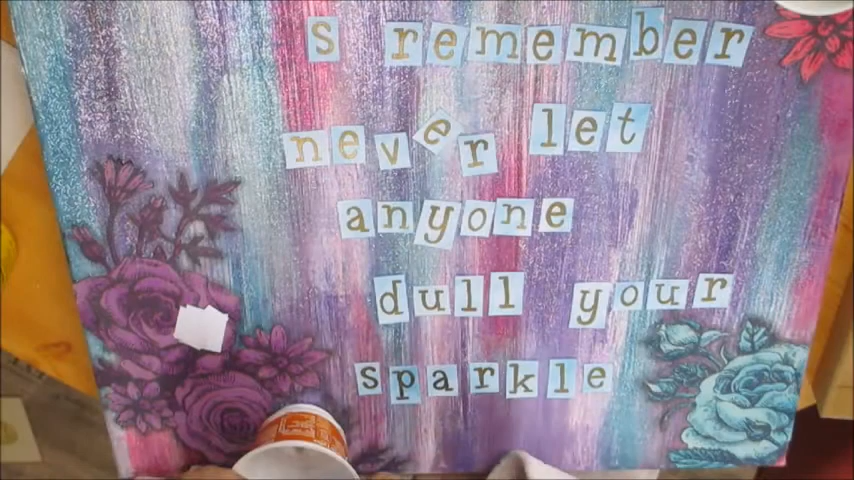 s remember
never let
anyone
dull your
sparkle